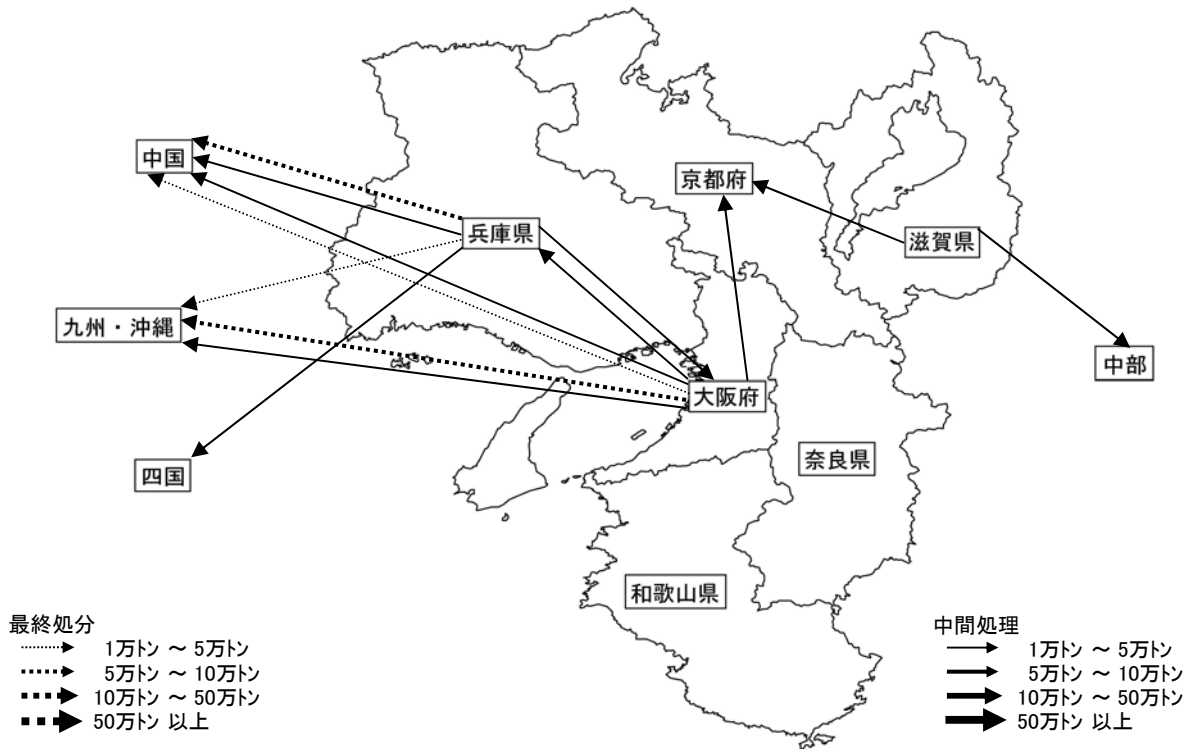 中国
京都府
兵庫県
滋賀県
九州・沖縄
中部
大阪府
奈良県
四国
和歌山県
最終処分
1万トン ～ 5万トン
5万トン ～ 10万トン
10万トン ～ 50万トン
50万トン 以上
中間処理
1万トン ～ 5万トン
5万トン ～ 10万トン
10万トン ～ 50万トン
50万トン 以上